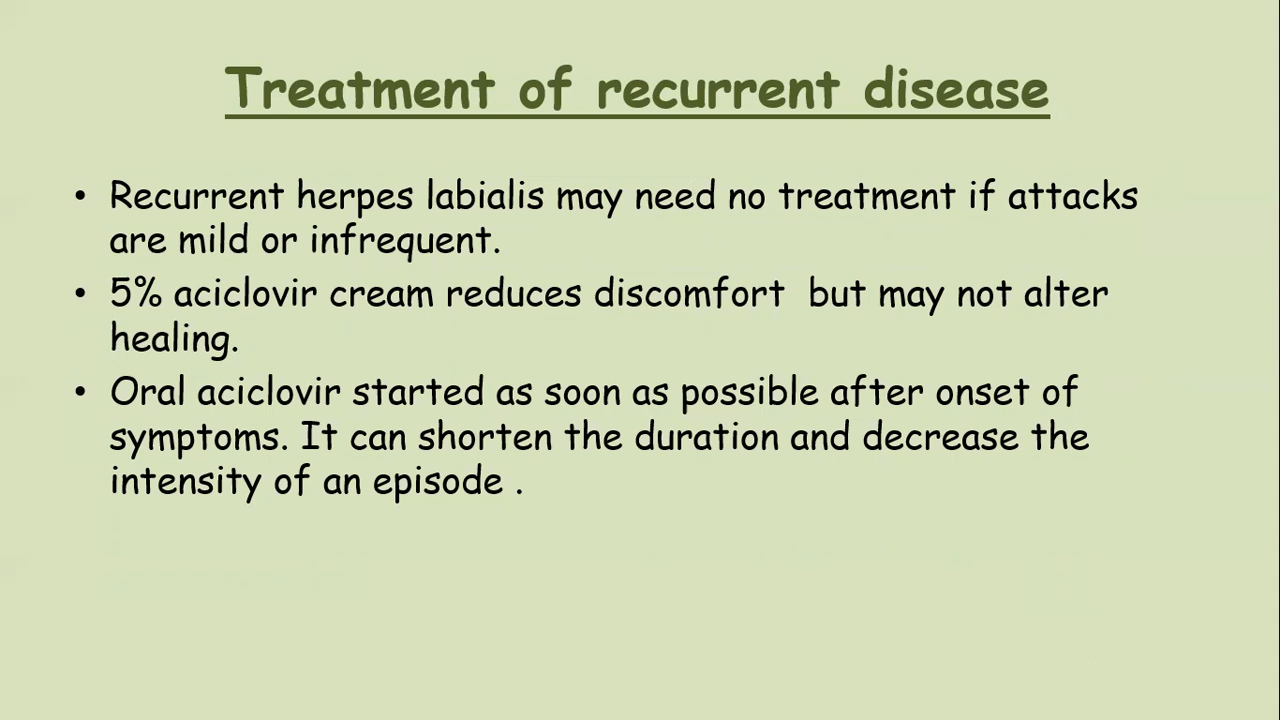 Treatment of recurrent disease
• Recurrent herpes labialis may need no treatment if attacks
are mild or infrequent.
• 5% aciclovir cream reduces discomfort  but may not alter
healing.
• Oral aciclovir started as soon as possible after onset of
symptoms. It can shorten the duration and decrease the
intensity of an episode .